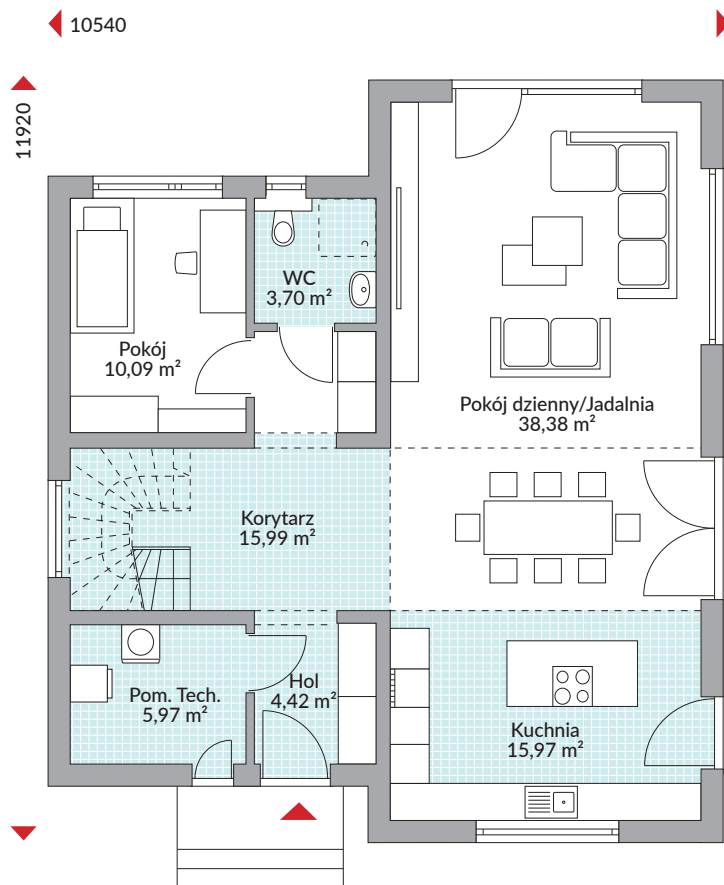 10540
11920
WC
3,70 m²
Pokój
10,09 m²
Pokój dzienny/Jadalnia
38,38 m²
Korytarz
15,99 m²
Pom. Tech.
5,97 m²
Hol
4,42 m²
Kuchnia
15,97 m²